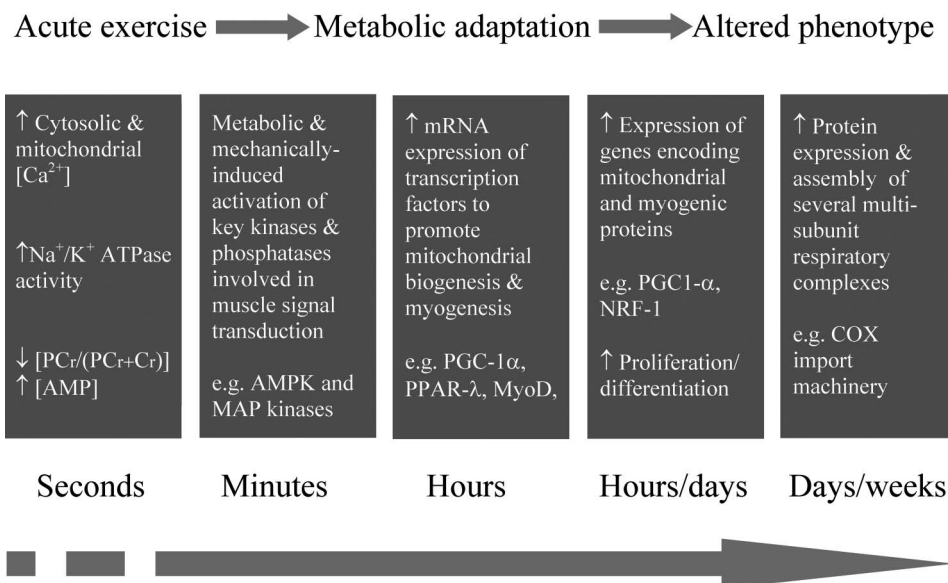 Acute exercise Metabolic adaptation Altered phenotype
↑ Cytosolic &
mitochondrial
[Ca²⁺]
↑Na⁺/K⁺ ATPase
activity
↓ [PCr/(PCr+Cr)]
↑ [AMP]
Metabolic &
mechanically-
induced
activation of
key kinases &
phosphatases
involved in
muscle signal
transduction
e.g. AMPK and
MAP kinases
↑ mRNA
expression of
transcription
factors to
promote
mitochondrial
biogenesis &
myogenesis
e.g. PGC-1α,
PPAR-λ, MyoD,
↑ Expression of
genes encoding
mitochondrial
and myogenic
proteins
e.g. PGC1-α,
NRF-1
↑ Proliferation/
differentiation
↑ Protein
expression &
assembly of
several multi-
subunit
respiratory
complexes
e.g. COX
import
machinery
Seconds Minutes Hours Hours/days Days/weeks